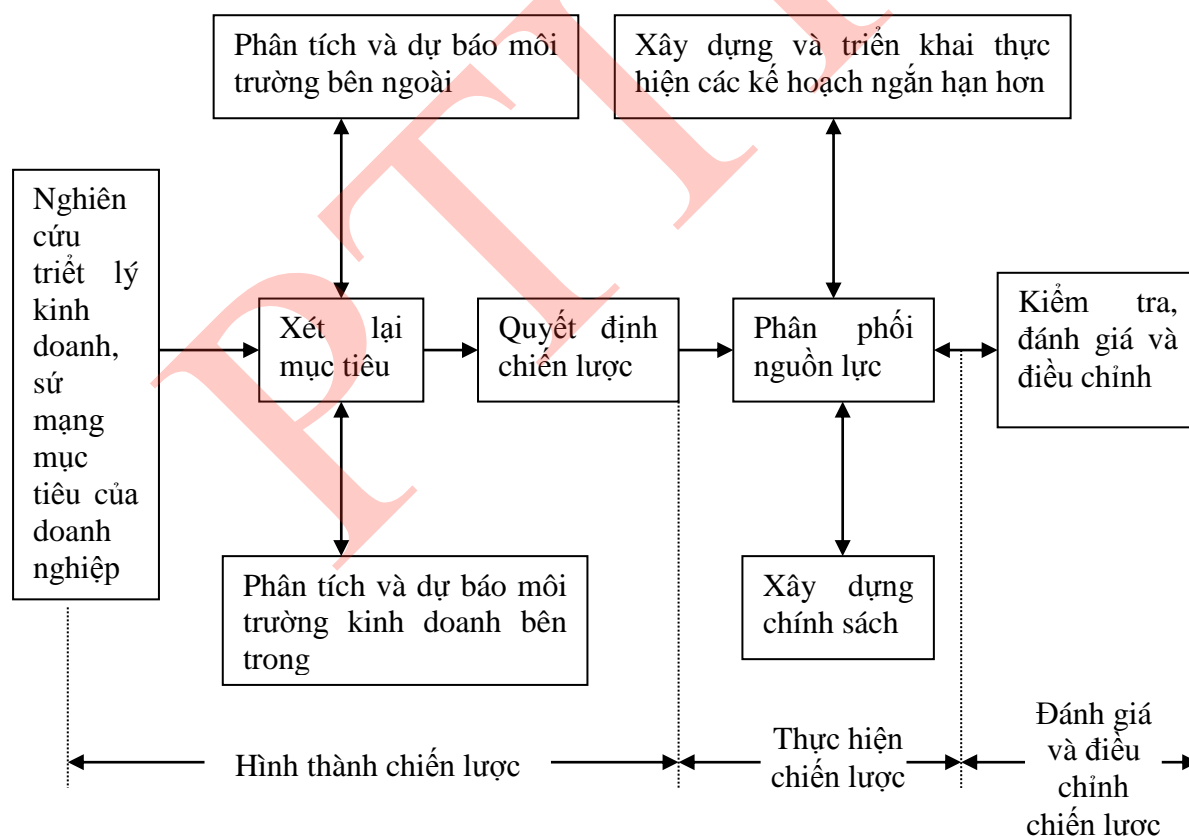 Phân tích và dự báo môi
trường bên ngoài
Xây dựng và triển khai thực
hiện các kế hoạch ngắn hạn hơn
Nghiên
cứu
triết lý
kinh
doanh,
sứ
mạng
mục
tiêu của
doanh
nghiệp
Xét lại
mục tiêu
Quyết định
chiến lược
Phân phối
nguồn lực
Kiểm tra,
đánh giá và
điều chỉnh
Phân tích và dự báo môi
trường kinh doanh bên
trong
Xây dựng
chính sách
Hình thành chiến lược
Thực hiện
chiến lược
Đánh giá
và điều
chỉnh
chiến lược
PTI